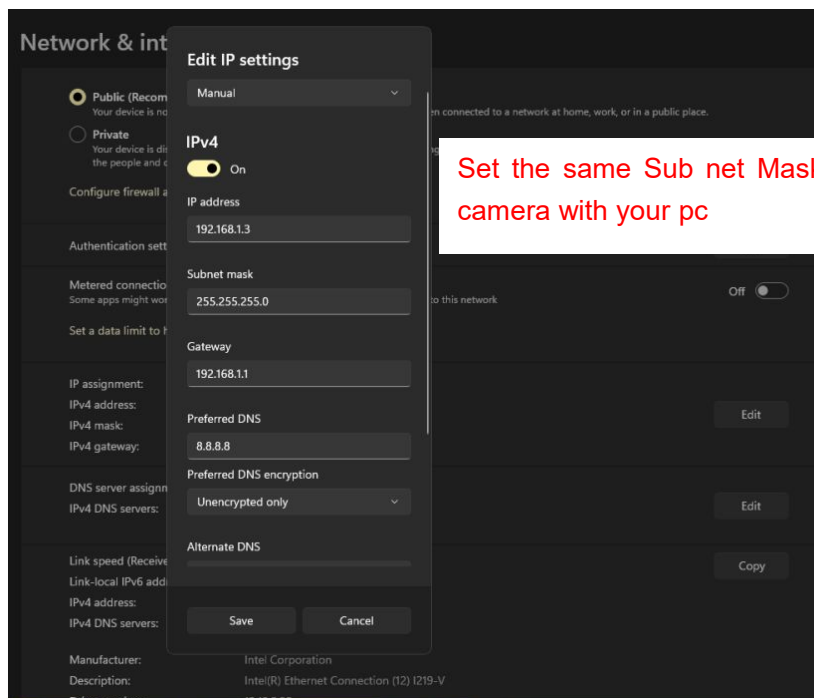 Network & int
Edit IP settings
Manual
Public (Recom
Your device is no
en connected to a network at home, work, or in a public place.
Private
Your device is dis
the people and d
IPv4
On
Set the same Sub net Mask
camera with your pc
Configure firewall a
IP address
192.168.1.3
Authentication sett
Subnet mask
Metered connectio
Some apps might wor
255.255.255.0
to this network
Off
Set a data limit to h
Gateway
192.168.1.1
IP assignment:
IPv4 address:
IPv4 mask:
IPv4 gateway:
Edit
Preferred DNS
8.8.8.8
Preferred DNS encryption
Unencrypted only
DNS server assignn
IPv4 DNS servers:
Edit
Alternate DNS
Link speed (Receive
Link-local IPv6 addr
IPv4 address:
IPv4 DNS servers:
Copy
Save
Cancel
Manufacturer:
Intel Corporation
Description:
Intel(R) Ethernet Connection (12) I219-V